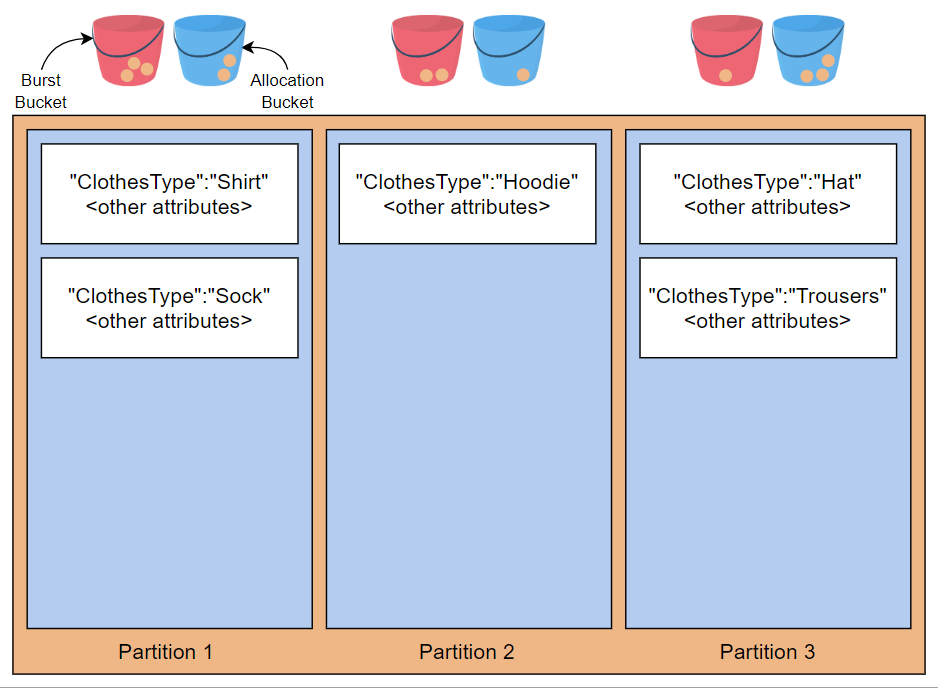 Burst
Bucket
Allocation
Bucket
"ClothesType":"Shirt"
<other attributes>
"ClothesType":"Sock"
<other attributes>
Partition 1
"ClothesType":"Hoodie"
<other attributes>
Partition 2
"ClothesType":"Hat"
<other attributes>
"ClothesType":"Trousers"
<other attributes>
Partition 3